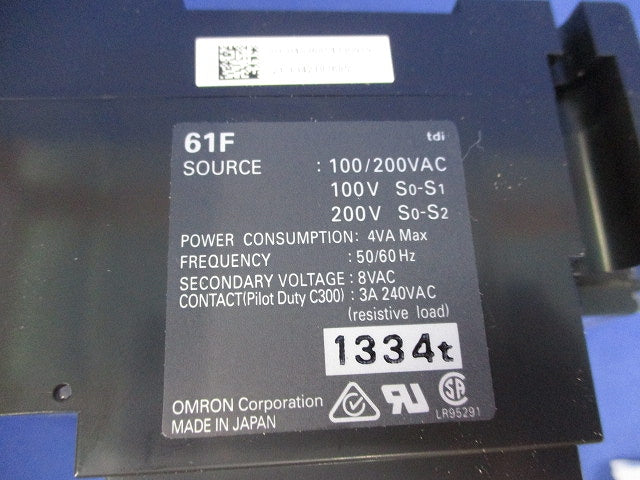 61F
tdi
SOURCE : 100/200VAC
100V S0-S1
200V S0-S2
POWER CONSUMPTION: 4VA Max
FREQUENCY : 50/60 Hz
SECONDARY VOLTAGE : 8VAC
CONTACT(Pilot Duty C300) : 3A 240VAC
(resistive load)
1334t
OMRON Corporation
MADE IN JAPAN
LR95291